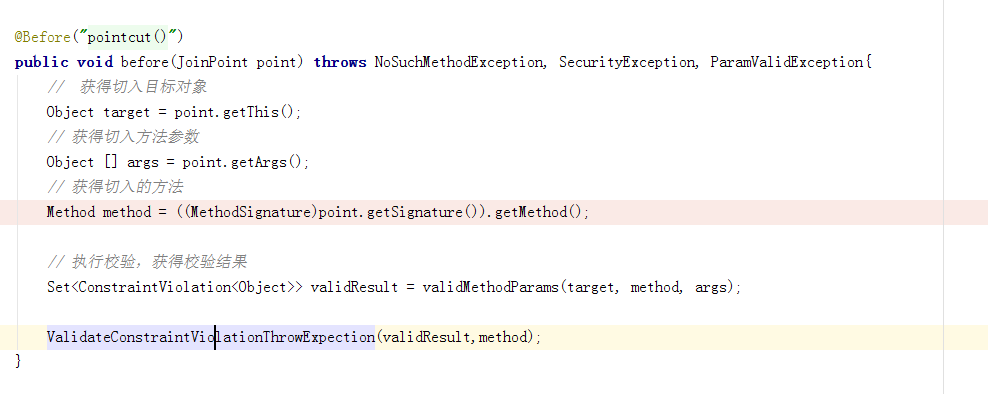 @Before("pointcut()")
public void before(JoinPoint point) throws NoSuchMethodException, SecurityException, ParamValidException{
//  获得切入目标对象
Object target = point.getThis();
// 获得切入方法参数
Object [] args = point.getArgs();
// 获得切入的方法
Method method = ((MethodSignature)point.getSignature()).getMethod();
// 执行校验，获得校验结果
Set<ConstraintViolation<Object>> validResult = validMethodParams(target, method, args);
ValidateConstraintViolationThrowExpection(validResult,method);
}